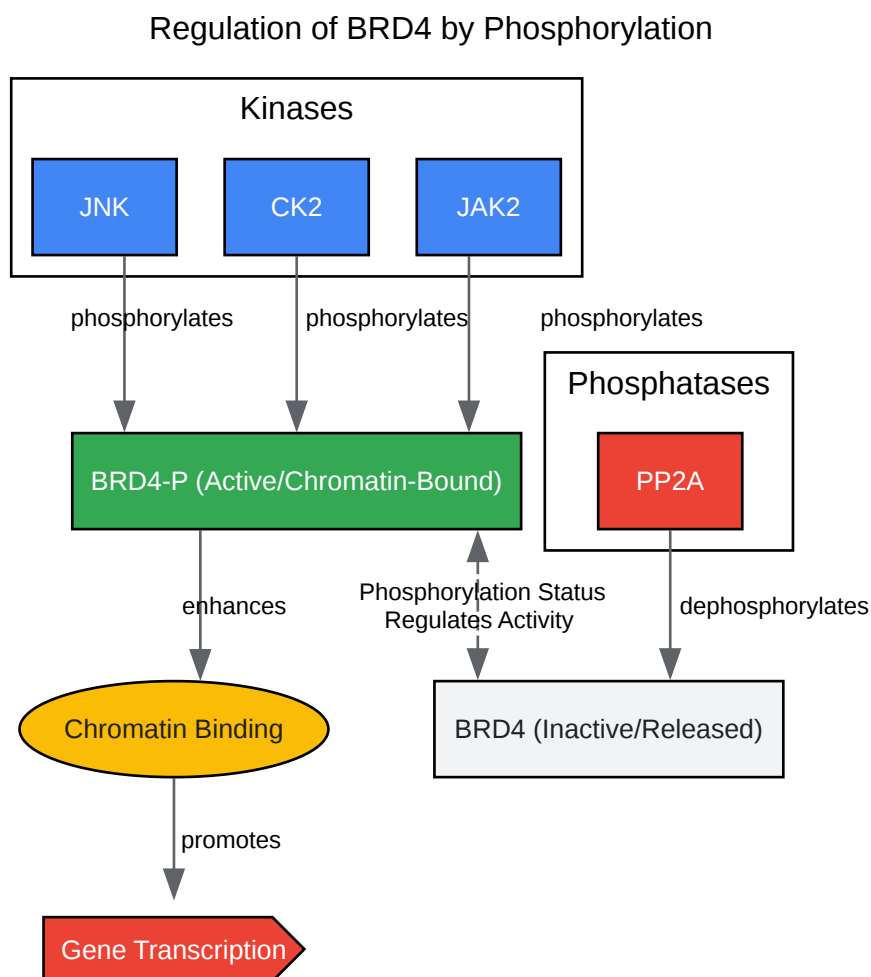 Regulation of BRD4 by Phosphorylation
Kinases
JNK
CK2
JAK2
phosphorylates
phosphorylates
phosphorylates
Phosphatases
BRD4-P (Active/Chromatin-Bound)
PP2A
enhances
Phosphorylation Status
Regulates Activity
dephosphorylates
Chromatin Binding
BRD4 (Inactive/Released)
promotes
Gene Transcription